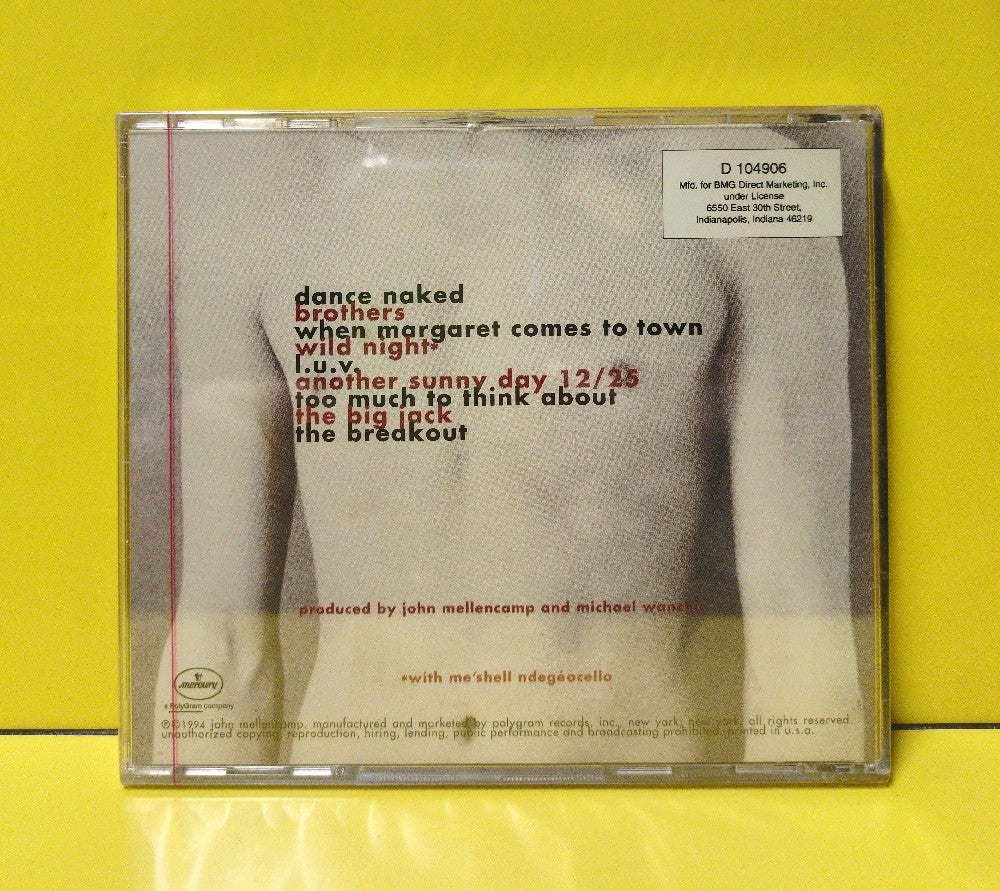 D 104906
Mfd. for BMG Direct Marketing, Inc.
under License
6550 East 30th Street,
Indianapolis, Indiana 46219
dance naked
brothers
when margaret comes to town
wild night*
l.u.v.
another sunny day 12/25
too much to think about
the big jack
the breakout
produced by john mellencamp and michael wanchic
*with me'shell ndegéocello
mercury
a PolyGram company
℗©1994 john mellencamp. manufactured and marketed by polygram records, inc., new york, new york. all rights reserved.
unauthorized copying, reproduction, hiring, lending, public performance and broadcasting prohibited. printed in u.s.a.